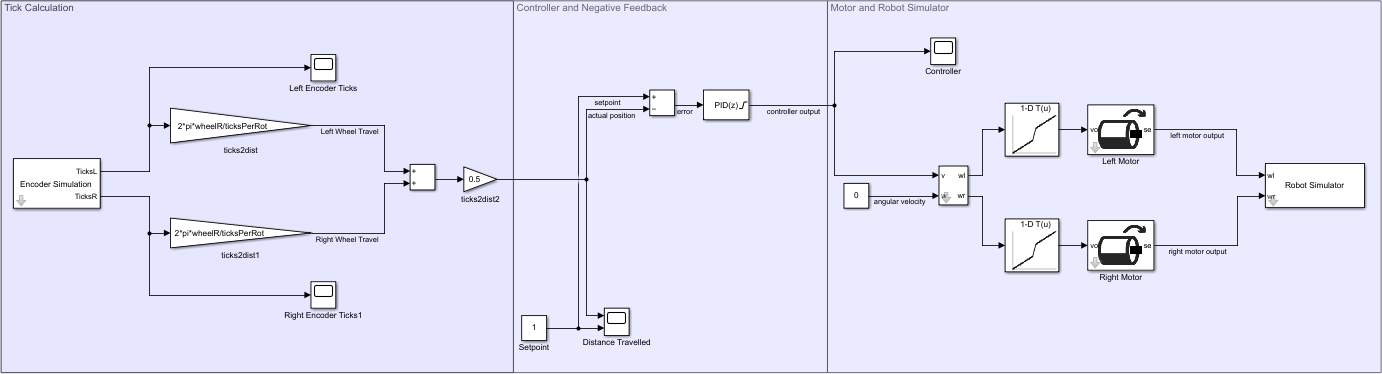 Tick Calculation
Left Encoder Ticks
2*pi*wheelR/ticksPerRot
ticks2dist
Left Wheel Travel
TicksL
Encoder Simulation
TicksR
+
+
0.5
ticks2dist2
2*pi*wheelR/ticksPerRot
ticks2dist1
Right Wheel Travel
Right Encoder Ticks1
Controller and Negative Feedback
setpoint
actual position
+
−
error
PID(z)
controller output
1
Setpoint
Distance Travelled
Motor and Robot Simulator
Controller
0
angular velocity
v
wl
wr
1-D T(u)
vo
se
Left Motor
left motor output
1-D T(u)
vo
se
Right Motor
right motor output
wl
Robot Simulator
wr